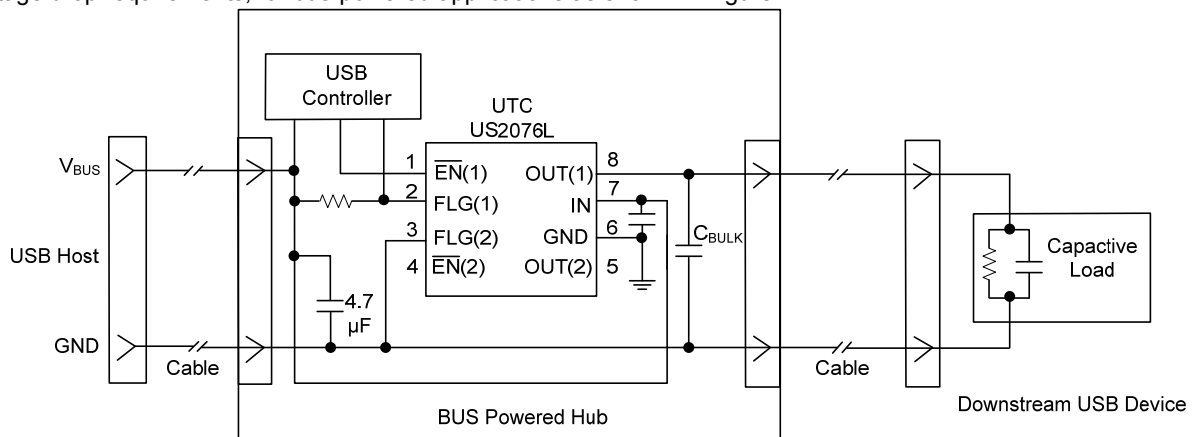 USB
Controller
UTC
US2076L
V_BUS
1
EN(1)
OUT(1)
8
2
FLG(1)
IN
7
3
FLG(2)
GND
6
4
EN(2)
OUT(2)
5
C_BULK
USB Host
4.7
µF
GND
Cable
Cable
Capactive
Load
BUS Powered Hub
Downstream USB Device